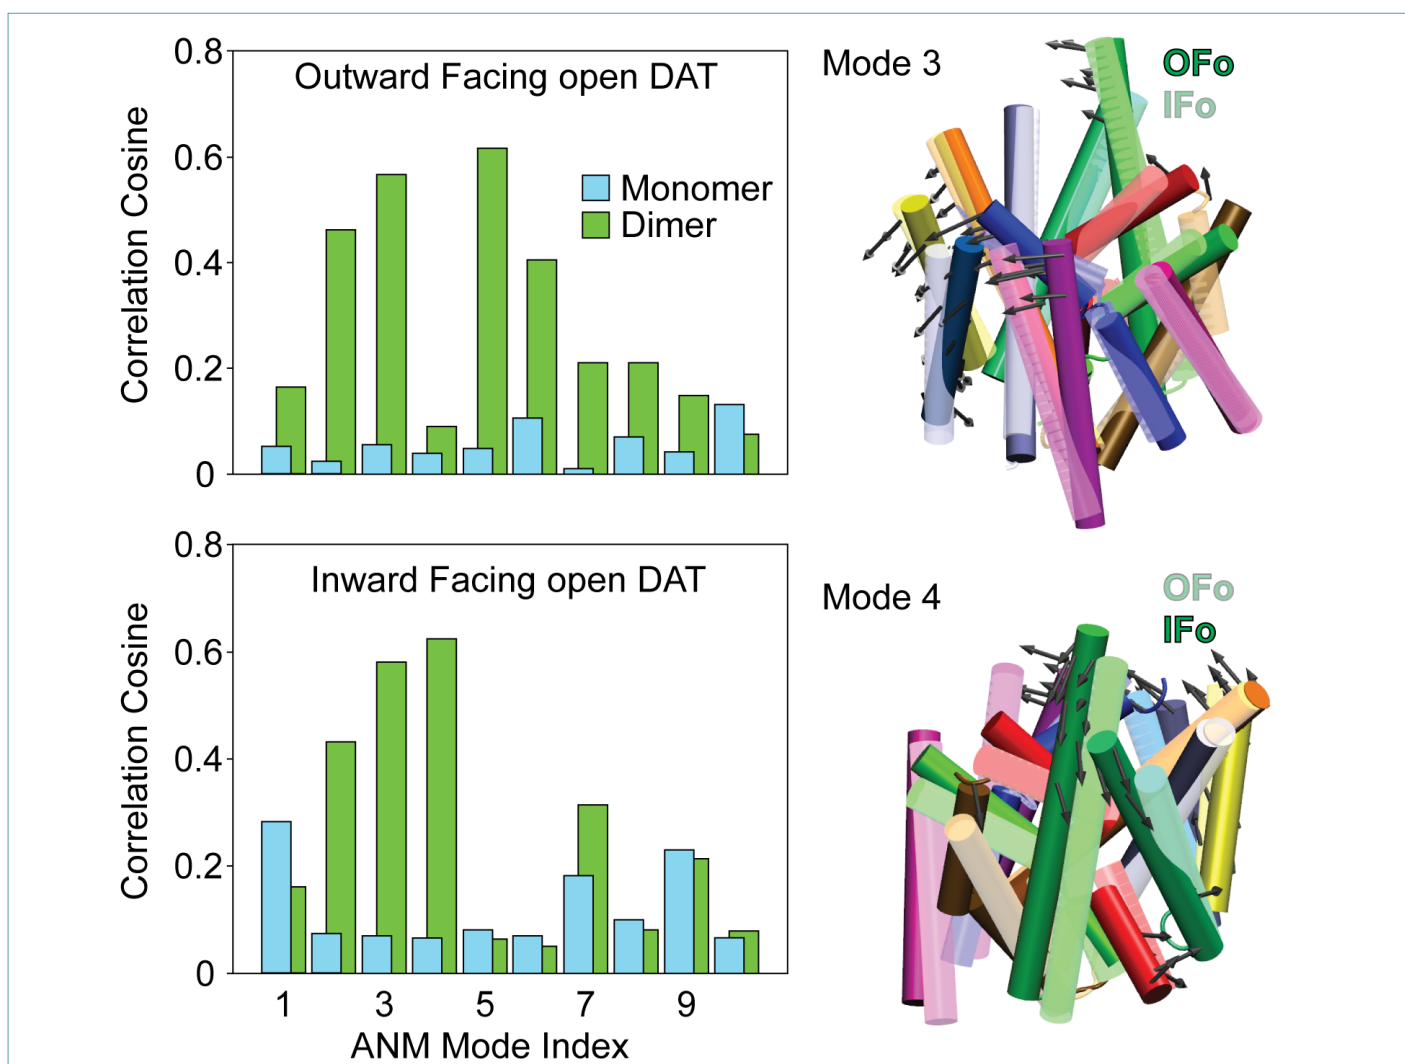 0.8
Outward Facing open DAT
0.6
Monomer
Dimer
0.4
0.2
0
Correlation Cosine
Mode 3
OFo
IFo
0.8
Inward Facing open DAT
0.6
0.4
0.2
0
Correlation Cosine
1 3 5 7 9
ANM Mode Index
Mode 4
OFo
IFo